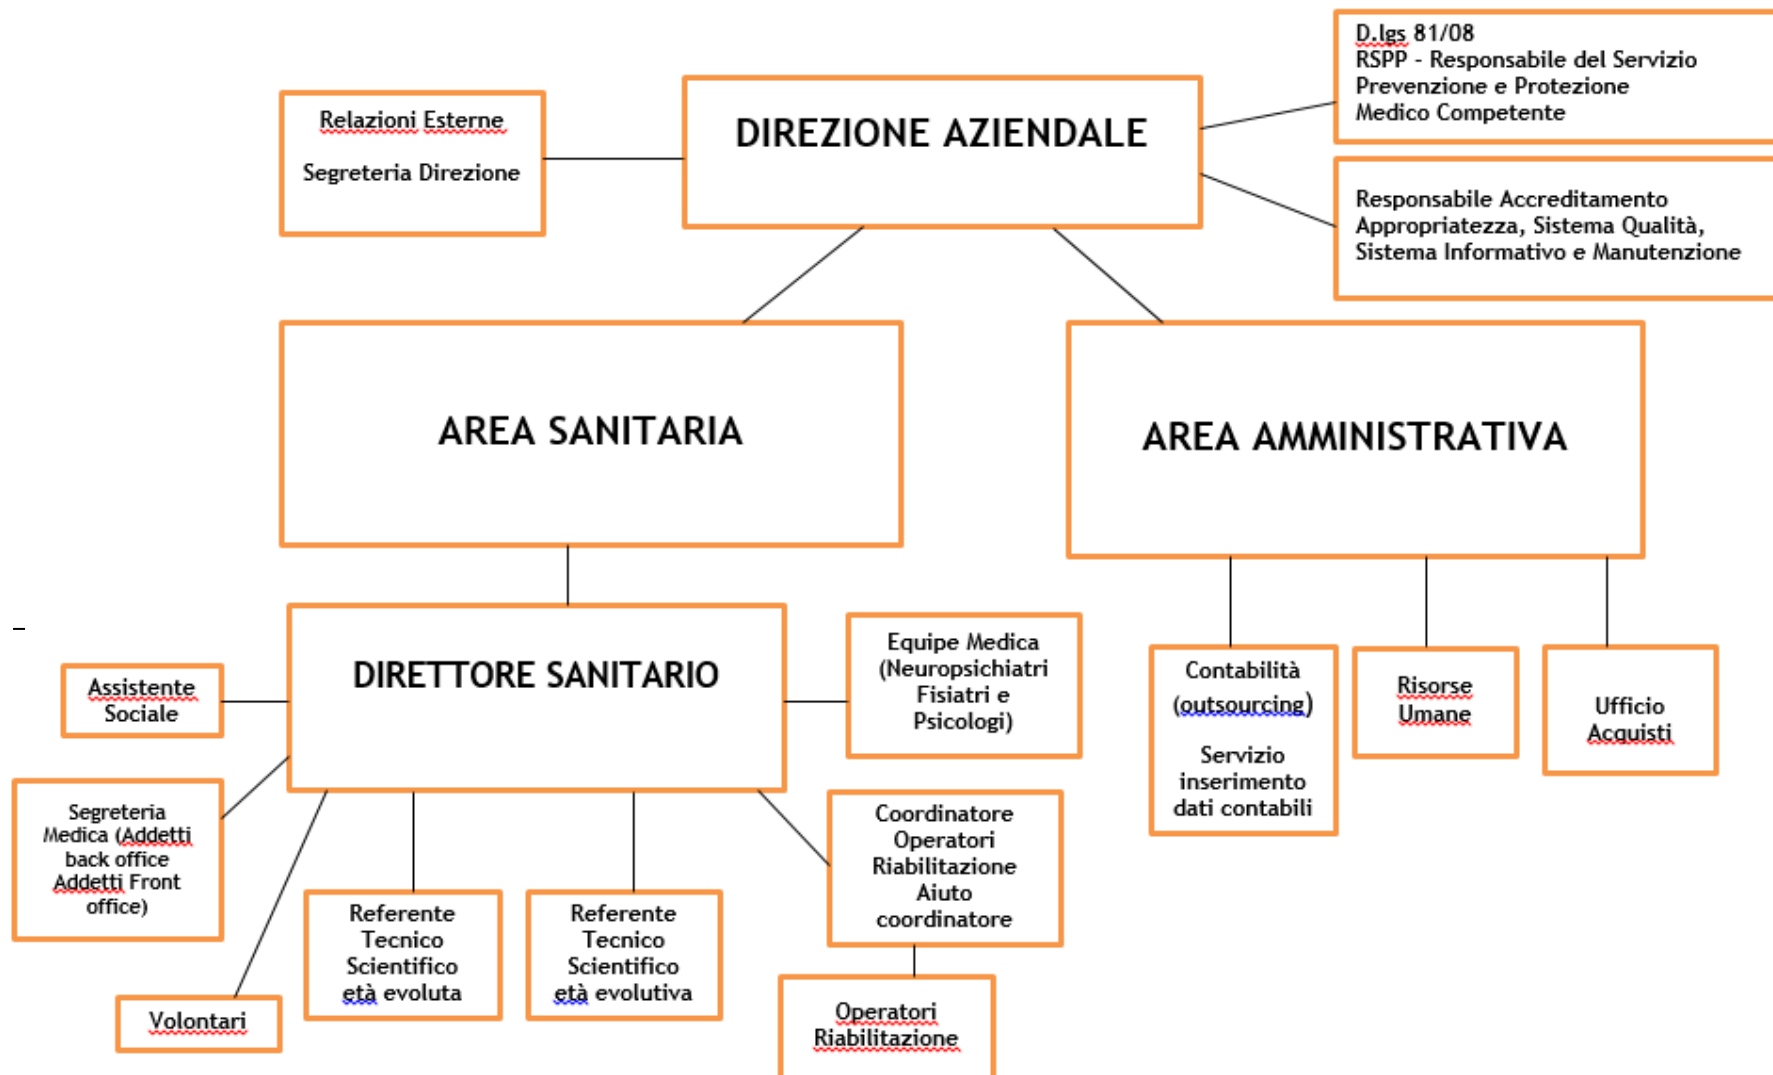 D.lgs 81/08
RSPP - Responsabile del Servizio
Prevenzione e Protezione
Medico Competente
Relazioni Esterne
Segreteria Direzione
DIREZIONE AZIENDALE
Responsabile Accreditamento
Appropriatezza, Sistema Qualità,
Sistema Informativo e Manutenzione
AREA SANITARIA
AREA AMMINISTRATIVA
DIRETTORE SANITARIO
Assistente
Sociale
Equipe Medica
(Neuropsichiatri
Fisiatri e
Psicologi)
Contabilità
(outsourcing)
Servizio
inserimento
dati contabili
Risorse
Umane
Ufficio
Acquisti
Segreteria
Medica (Addetti
back office
Addetti Front
office)
Coordinatore
Operatori
Riabilitazione
Aiuto
coordinatore
Referente
Tecnico
Scientifico
età evoluta
Referente
Tecnico
Scientifico
età evolutiva
Volontari
Operatori
Riabilitazione